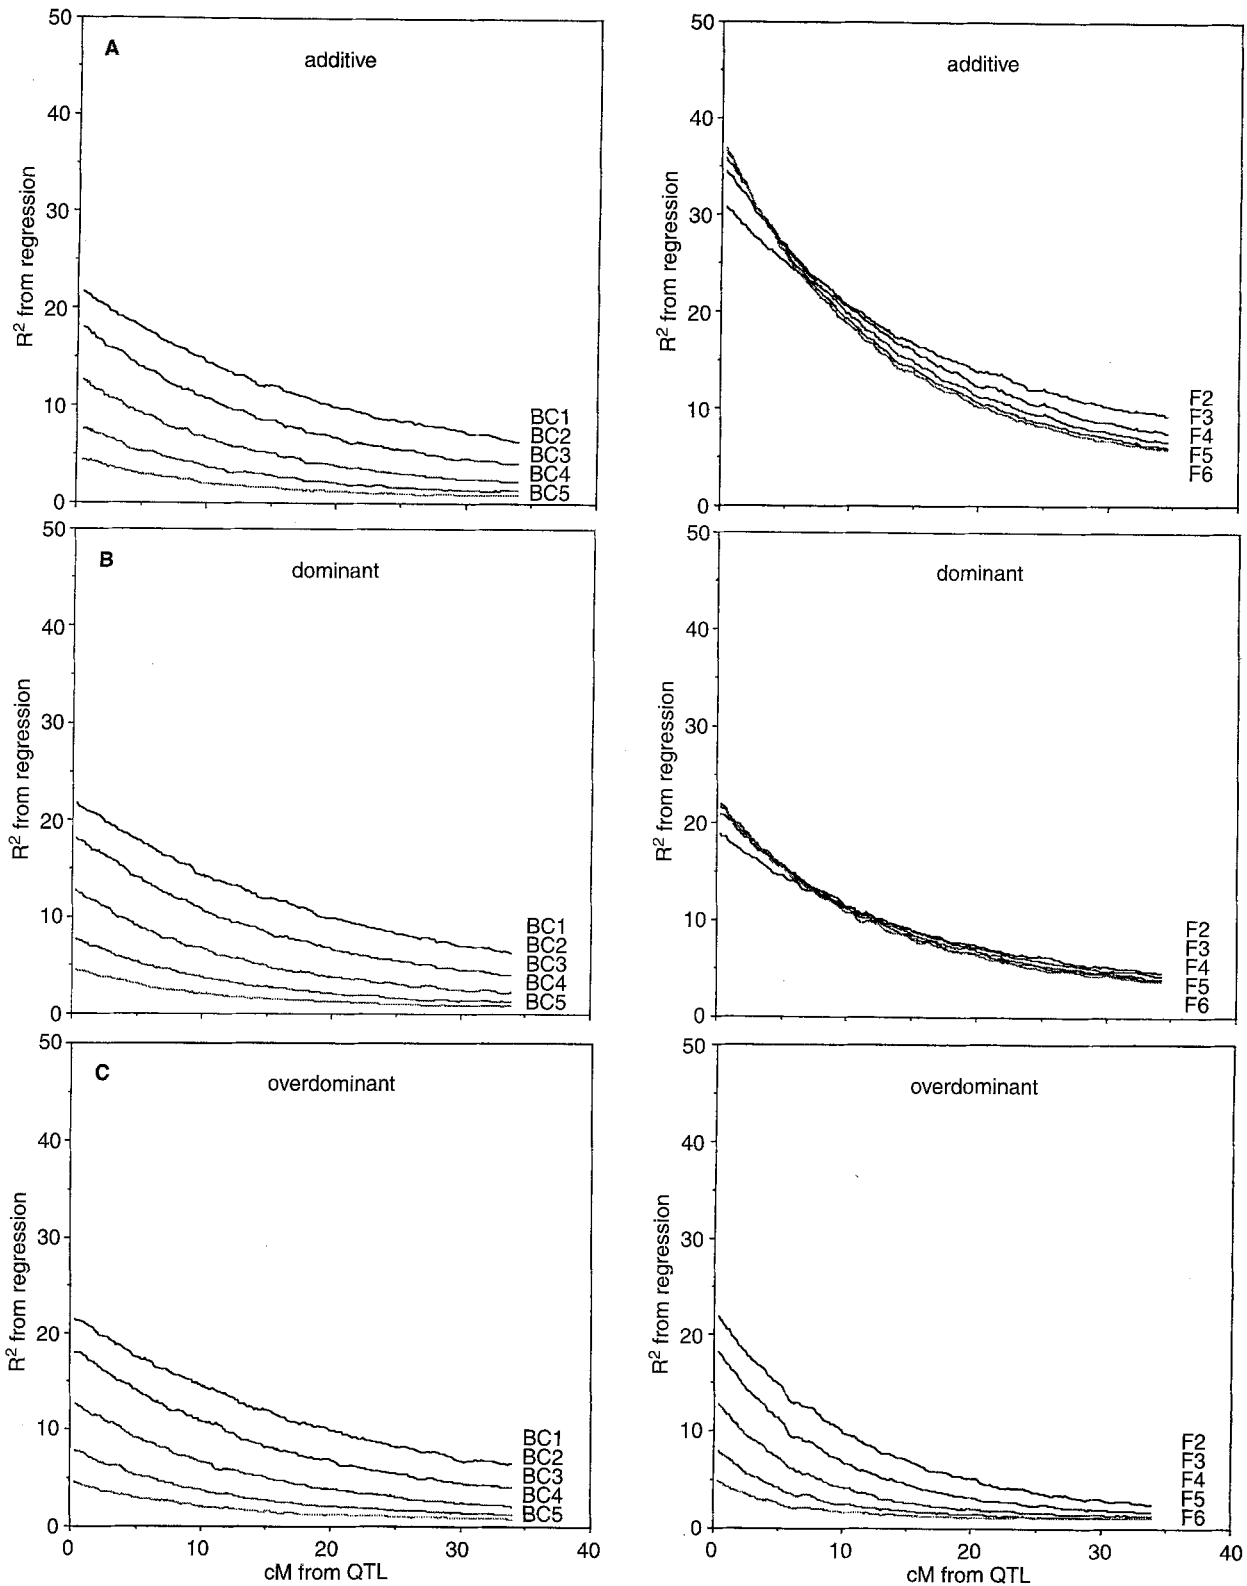 A
additive
R² from regression
50
40
30
20
10
0
BC1
BC2
BC3
BC4
BC5
additive
R² from regression
50
40
30
20
10
0
F2
F3
F4
F5
F6
B
dominant
R² from regression
50
40
30
20
10
0
BC1
BC2
BC3
BC4
BC5
dominant
R² from regression
50
40
30
20
10
0
F2
F3
F4
F5
F6
C
overdominant
R² from regression
50
40
30
20
10
0
BC1
BC2
BC3
BC4
BC5
0 10 20 30 40
cM from QTL
overdominant
R² from regression
50
40
30
20
10
0
F2
F3
F4
F5
F6
0 10 20 30 40
cM from QTL